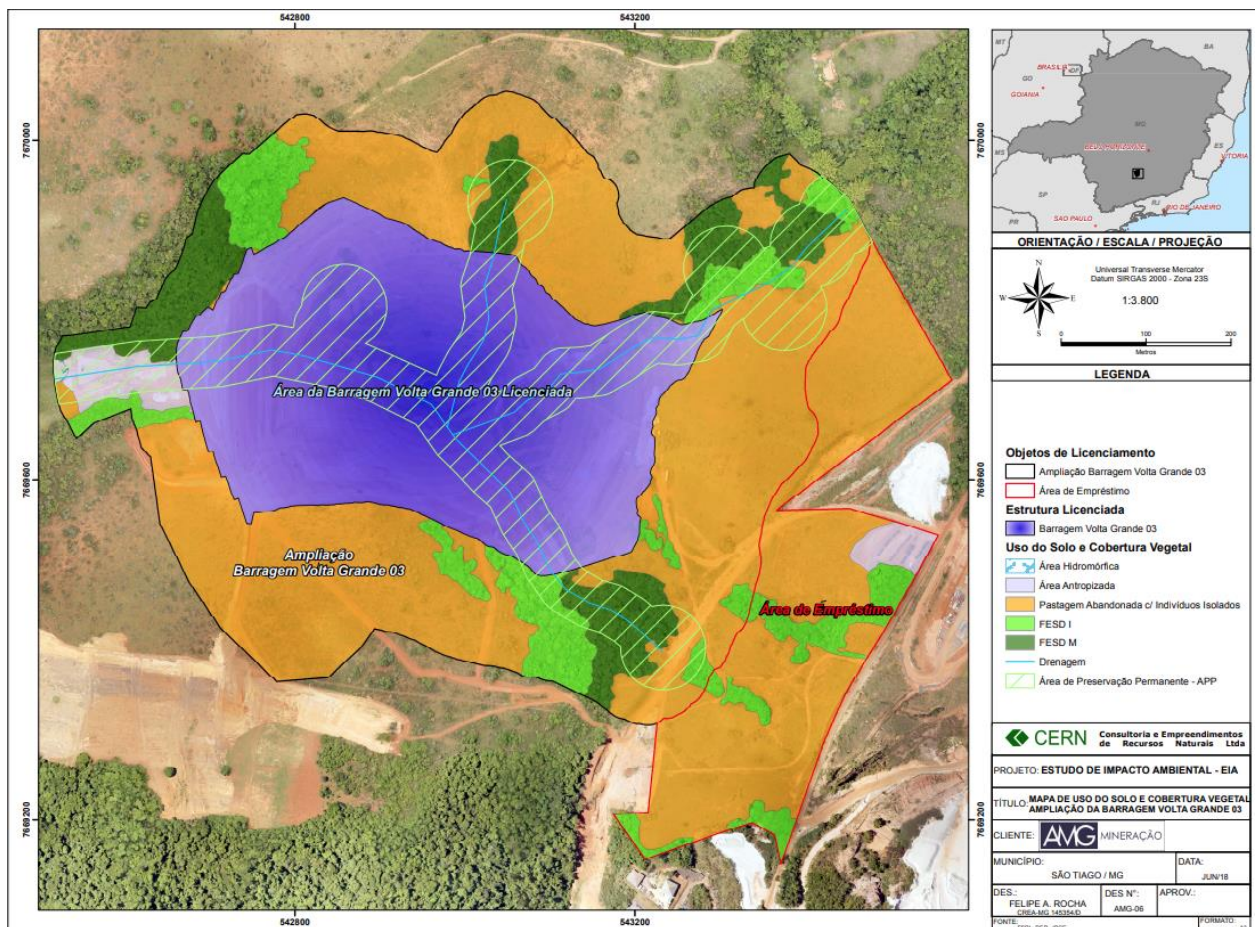 542800
543200
7670000
7670000
7669600
7669600
7669200
7669200
542800
543200
Área da Barragem Volta Grande 03 Licenciada
Ampliação
Barragem Volta Grande 03
Área de Empréstimo
MT
BA
BRASILIA
DF
GO
GOIANIA
MG
BELO HORIZONTE
ES
VITORIA
MS
SP
RJ
RIO DE JANEIRO
SAO PAULO
PR
ORIENTAÇÃO / ESCALA / PROJEÇÃO
N
W
E
S
Universal Transverse Mercator
Datum SIRGAS 2000 - Zona 23S
1:3.800
0 100 200
Metros
LEGENDA
Objetos de Licenciamento
Ampliação Barragem Volta Grande 03
Área de Empréstimo
Estrutura Licenciada
Barragem Volta Grande 03
Uso do Solo e Cobertura Vegetal
Área Hidromórfica
Área Antropizada
Pastagem Abandonada c/ Indivíduos Isolados
FESD I
FESD M
Drenagem
Área de Preservação Permanente - APP
CERN Consultoria e Empreendimentos
de Recursos Naturais Ltda
PROJETO: ESTUDO DE IMPACTO AMBIENTAL - EIA
TÍTULO: MAPA DE USO DO SOLO E COBERTURA VEGETAL
AMPLIAÇÃO DA BARRAGEM VOLTA GRANDE 03
CLIENTE: AMG MINERAÇÃO
MUNICÍPIO:
SÃO TIAGO / MG
DATA:
JUN/18
DES.:
FELIPE A. ROCHA
CREA-MG 145354/D
DES Nº:
AMG-06
APROV.:
FONTE:
FORMATO: